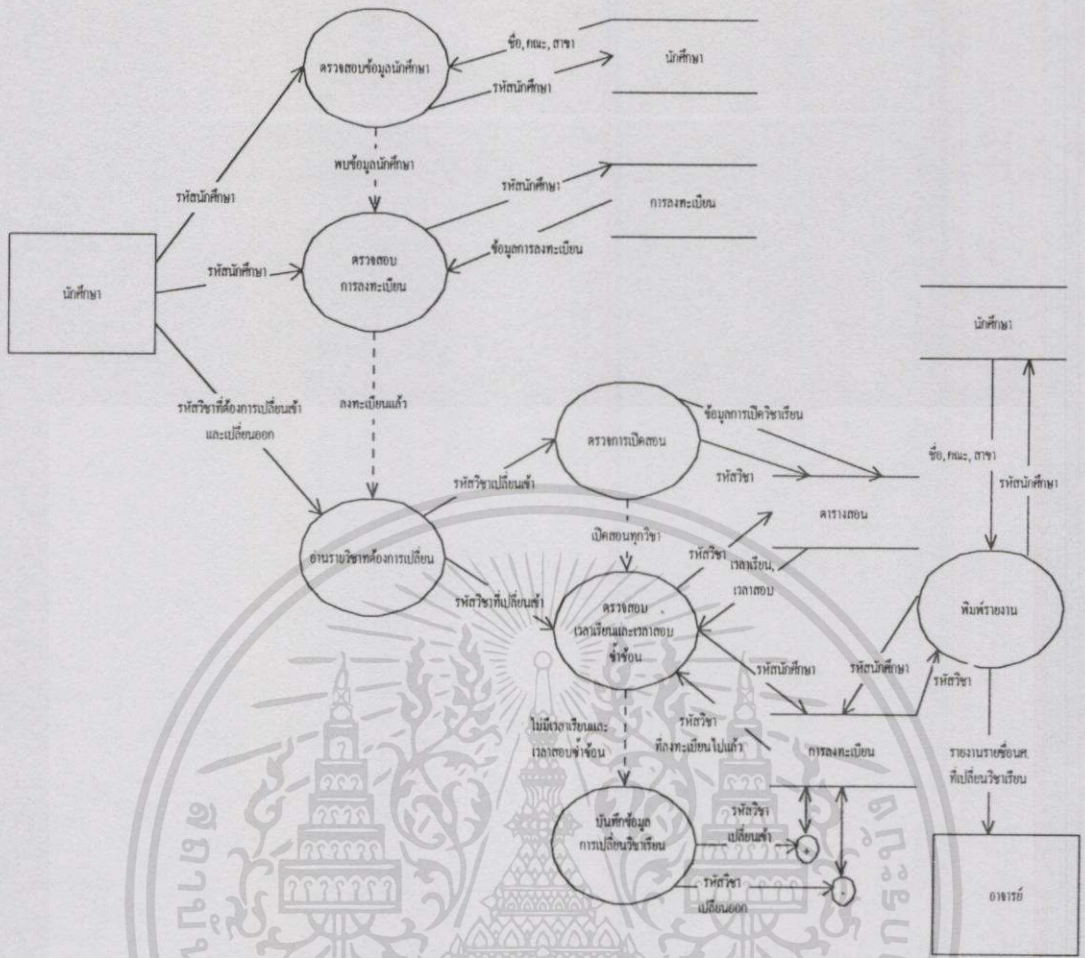 ชื่อ, คณะ, สาขา
นักศึกษา
ตรวจสอบข้อมูลนักศึกษา
รหัสนักศึกษา
พบข้อมูลนักศึกษา
รหัสนักศึกษา
รหัสนักศึกษา
การลงทะเบียน
ข้อมูลการลงทะเบียน
ตรวจสอบ
การลงทะเบียน
รหัสนักศึกษา
นักศึกษา
นักศึกษา
รหัสวิชาที่ต้องการเปลี่ยนเข้า
และเปลี่ยนออก
ลงทะเบียนแล้ว
ข้อมูลการเปิดวิชาเรียน
ตรวจการเปิดสอน
ชื่อ, คณะ, สาขา
รหัสวิชา
รหัสวิชาเปลี่ยนเข้า
รหัสนักศึกษา
ตารางสอน
เปิดสอนทุกวิชา
อ่านรายวิชาที่ต้องการเปลี่ยน
รหัสวิชา
เวลาเรียน,
เวลาสอบ
รหัสวิชาที่เปลี่ยนเข้า
ตรวจสอบ
เวลาเรียนและเวลาสอบ
ซ้ำซ้อน
พิมพ์รายงาน
รหัสนักศึกษา
รหัสนักศึกษา
รหัสวิชา
ไม่มีเวลาเรียนและ
เวลาสอบซ้ำซ้อน
รหัสวิชา
ที่ลงทะเบียนไปแล้ว
การลงทะเบียน
รายงานรายชื่อนศ.
ที่เปลี่ยนวิชาเรียน
บันทึกข้อมูล
การเปลี่ยนวิชาเรียน
รหัสวิชา
เปลี่ยนเข้า
+
รหัสวิชา
เปลี่ยนออก
-
อาจารย์